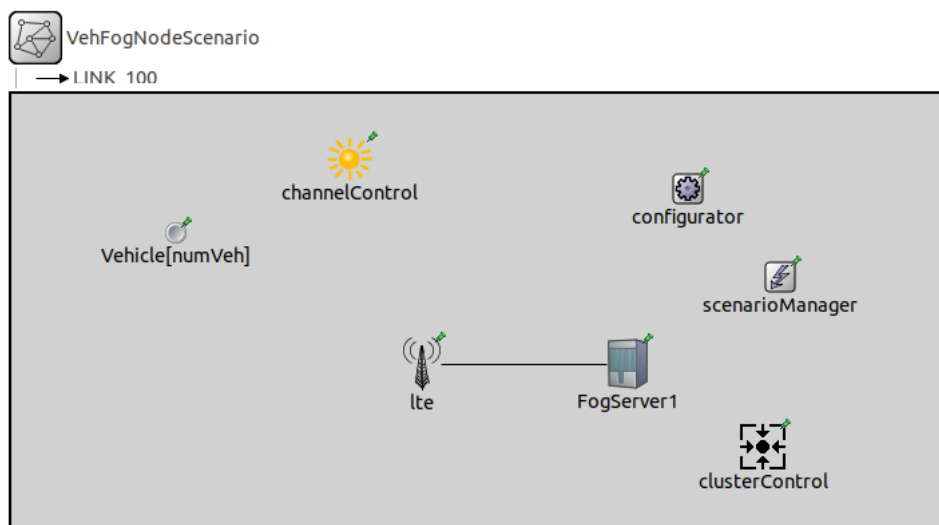 VehFogNodeScenario
LINK_100
channelControl
configurator
Vehicle[numVeh]
scenarioManager
lte
FogServer1
clusterControl